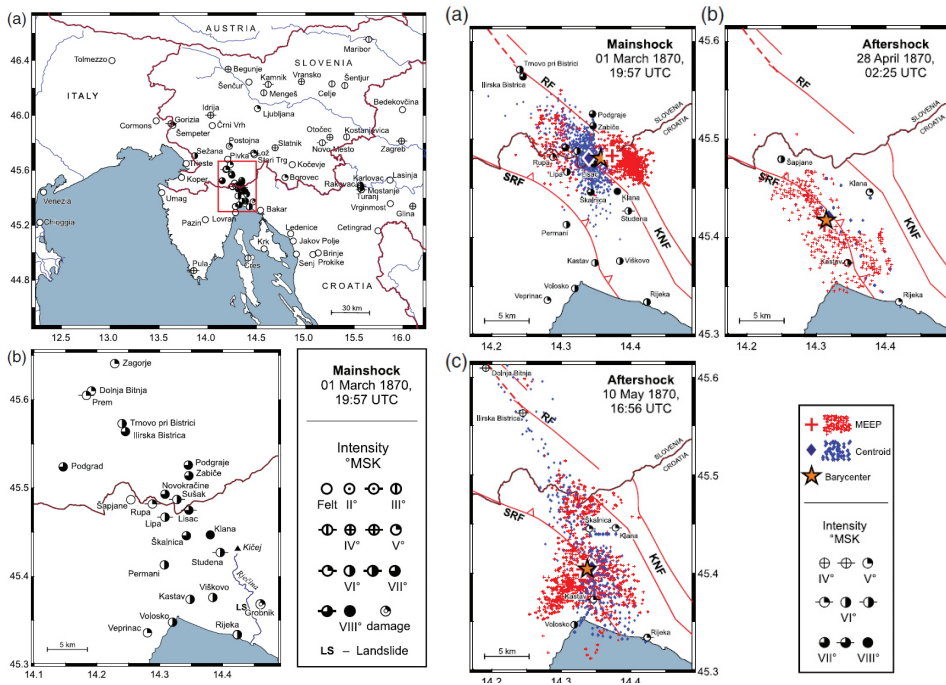 (a)
AUSTRIA
Maribor
Tolmezzo
SLOVENIA
46.4
Begunje
Kamnik
Vransko
Šentjur
Senčur
Mengeš
Celje
ITALY
Bedekovčina
Idrija
Ljubljana
Gorizia
46.0
Cormons
Šempeter
Črni Vrh
Otočec
Kostanjevica
Postojna
Slatnik
Sežana
Pivka
Lož
Novo Mesto
Zagreb
Trieste
Stari Trg
Kočevje
Koper
Borovec
Karlovac
Lasinja
45.6
Rakovac
Mostanje
Umag
Turanj
Venezia
Bakar
Vrginmost
Glina
Chioggia
Pazin
Lovran
Cetingrad
45.2
Ledenice
Krk
Jakov Polje
Brinje
Pula
Cres
Senj
Prokike
44.8
CROATIA
30 km
12.5
13.0
13.5
14.0
14.5
15.0
15.5
16.0
(b)
Zagorje
Dolnja Bitnja
Prem
45.6
Trnovo pri Bistrici
Ilirska Bistrica
Podgrad
Podgraje
Zabiče
Novokračine
45.5
Sušak
Šapjane
Rupa
Lipa
Lisac
Škalnica
Klana
Kičej
Studena
45.4
Permani
Rječina
Viškovo
Kastav
LS
Grobnik
Volosko
Veprinac
Rijeka
5 km
45.3
14.1
14.2
14.3
14.4
Mainshock
01 March 1870,
19:57 UTC
Intensity
°MSK
Felt II° III°
IV° V°
VI° VII°
VIII° damage
LS – Landslide
(a)
45.6
Mainshock
01 March 1870,
19:57 UTC
Trnovo pri Bistrici
Ilirska Bistrica
RF
Podgraje
Zabiče
SLOVENIA
CROATIA
45.5
Rupa
Lipa
Lisac
SRF
Škalnica
Klana
Studena
Permani
KNF
45.4
Kastav
Viškovo
Volosko
Veprinac
Rijeka
5 km
45.3
14.2
14.3
14.4
(b)
45.6
Aftershock
28 April 1870,
02:25 UTC
RF
SLOVENIA
CROATIA
45.5
Šapjane
SRF
Klana
KNF
45.4
Kastav
Veprinac
Rijeka
5 km
45.3
14.2
14.3
14.4
(c)
45.6
Dolnja Bitnja
Aftershock
10 May 1870,
16:56 UTC
Ilirska Bistrica
RF
SLOVENIA
CROATIA
45.5
SRF
Škalnica
Klana
KNF
45.4
Kastav
Volosko
Rijeka
5 km
45.3
14.2
14.3
14.4
MEEP
Centroid
Barycenter
Intensity
°MSK
IV° V°
VI°
VII° VIII°